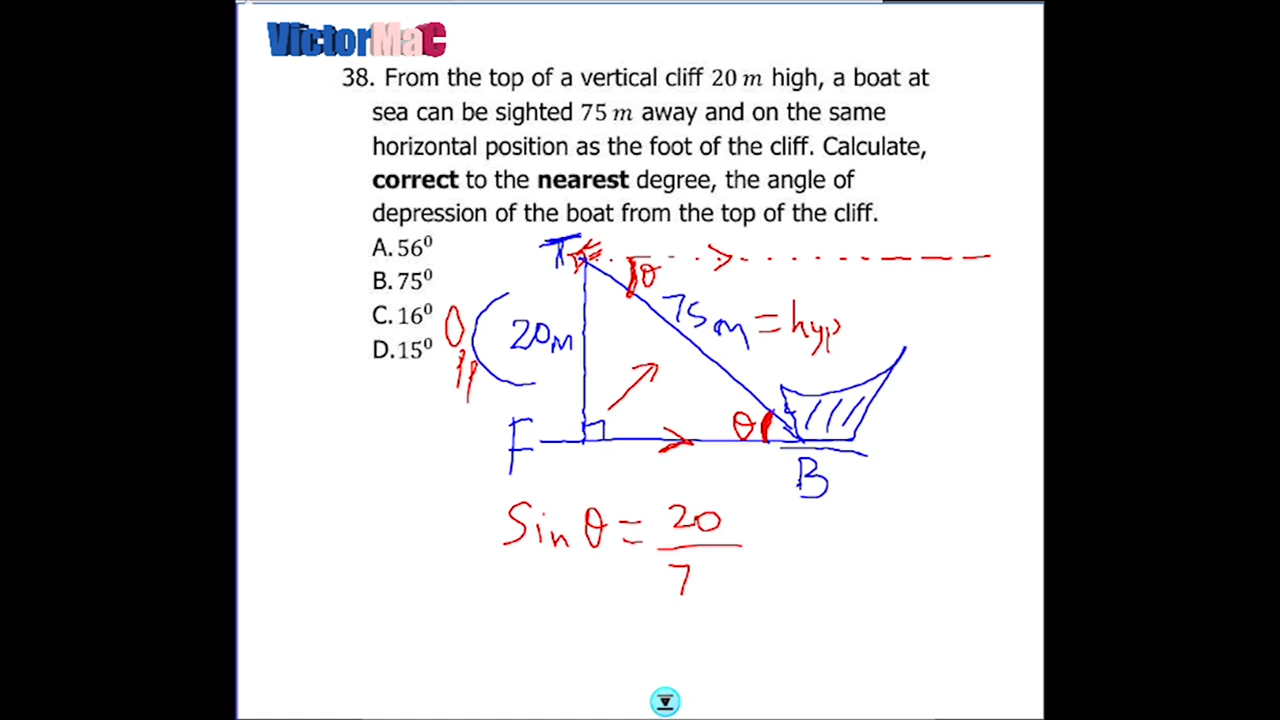 VictorMaC
38. From the top of a vertical cliff 20 m high, a boat at
sea can be sighted 75 m away and on the same
horizontal position as the foot of the cliff. Calculate,
correct to the nearest degree, the angle of
depression of the boat from the top of the cliff.
A. 56⁰
B. 75⁰
C. 16⁰
D. 15⁰
T
θ
75m = hyp
Opp
20m
F
θ
B
Sin θ = 20
7